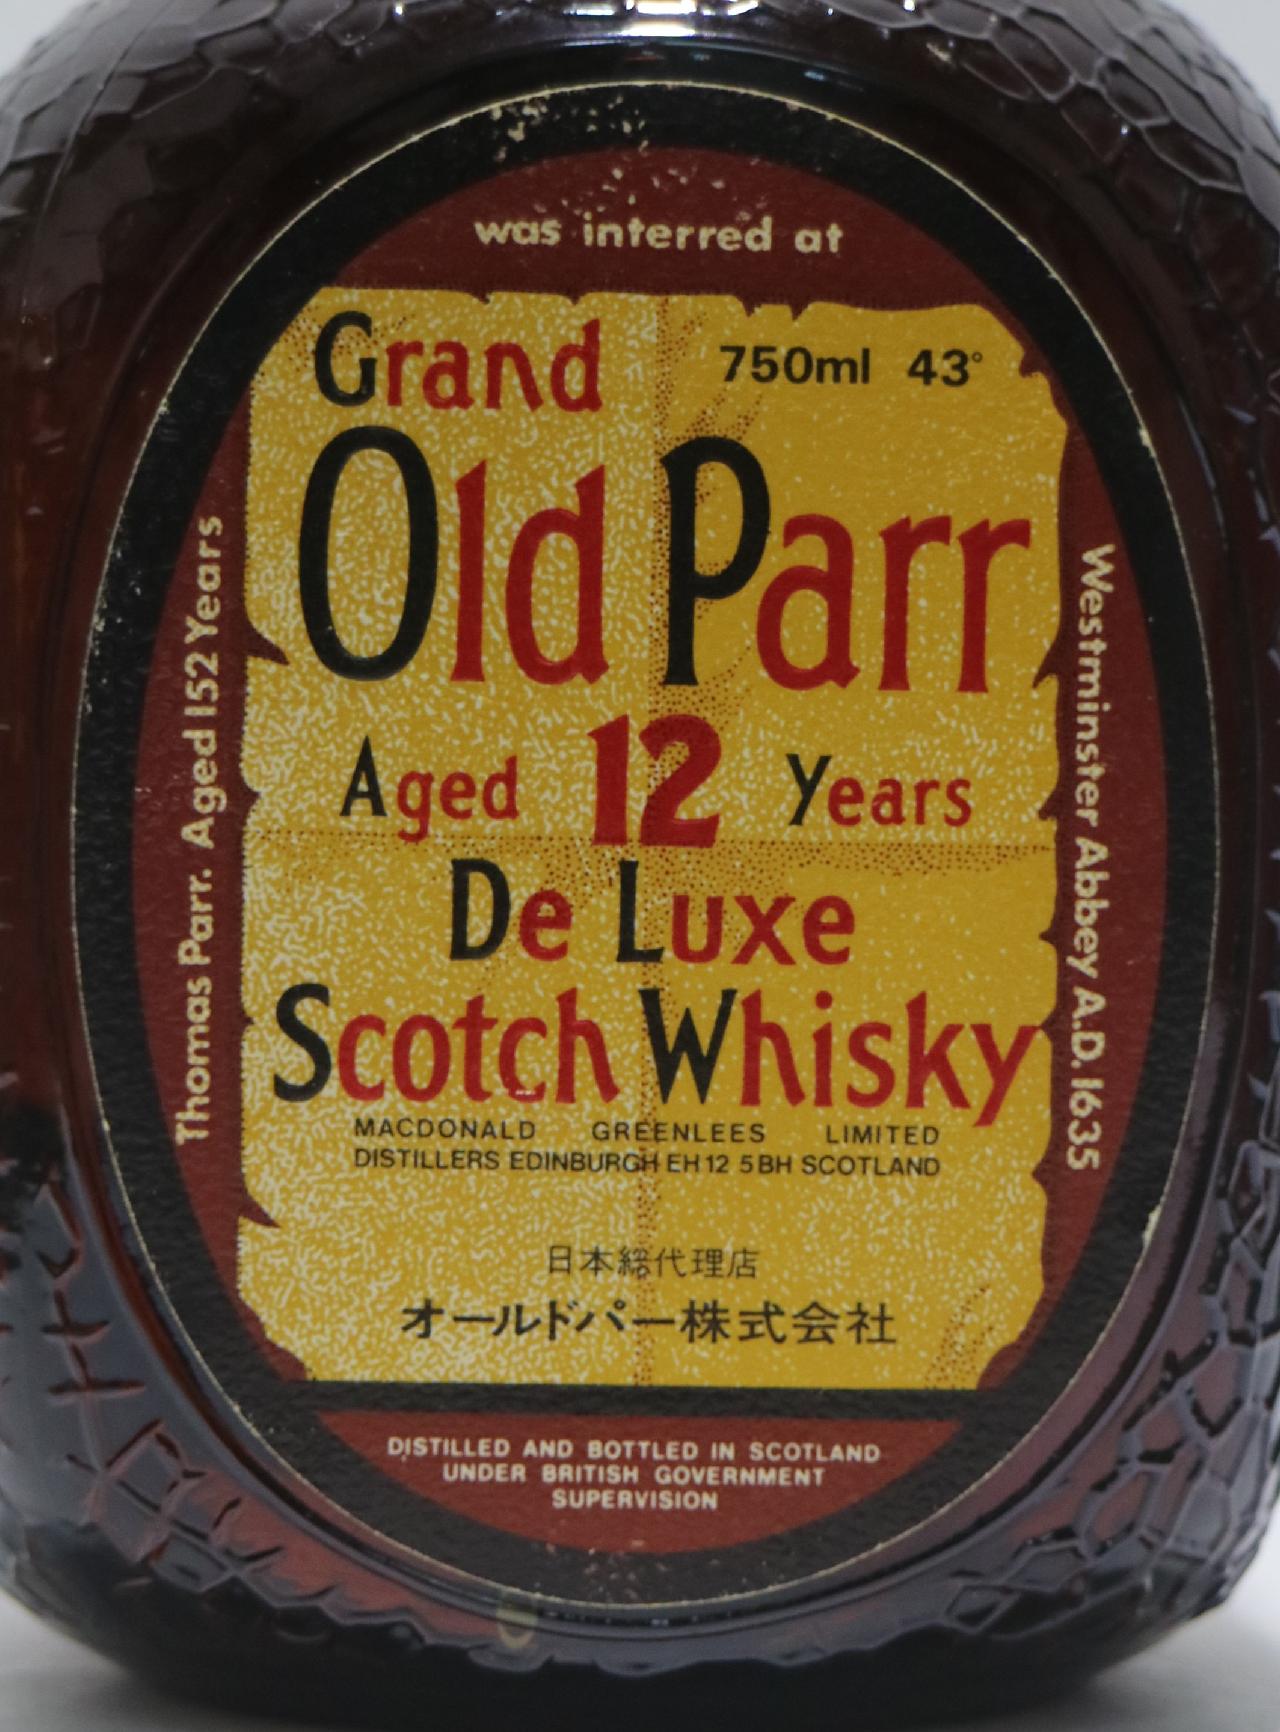 Thomas Parr. Aged 152 Years
was interred at
Westminster Abbey A.D. 1635
Grand
750ml 43°
Old Parr
Aged 12 Years
De Luxe
Scotch Whisky
MACDONALD GREENLEES LIMITED
DISTILLERS EDINBURGH EH12 5BH SCOTLAND
日本総代理店
オールドパー株式会社
DISTILLED AND BOTTLED IN SCOTLAND
UNDER BRITISH GOVERNMENT
SUPERVISION